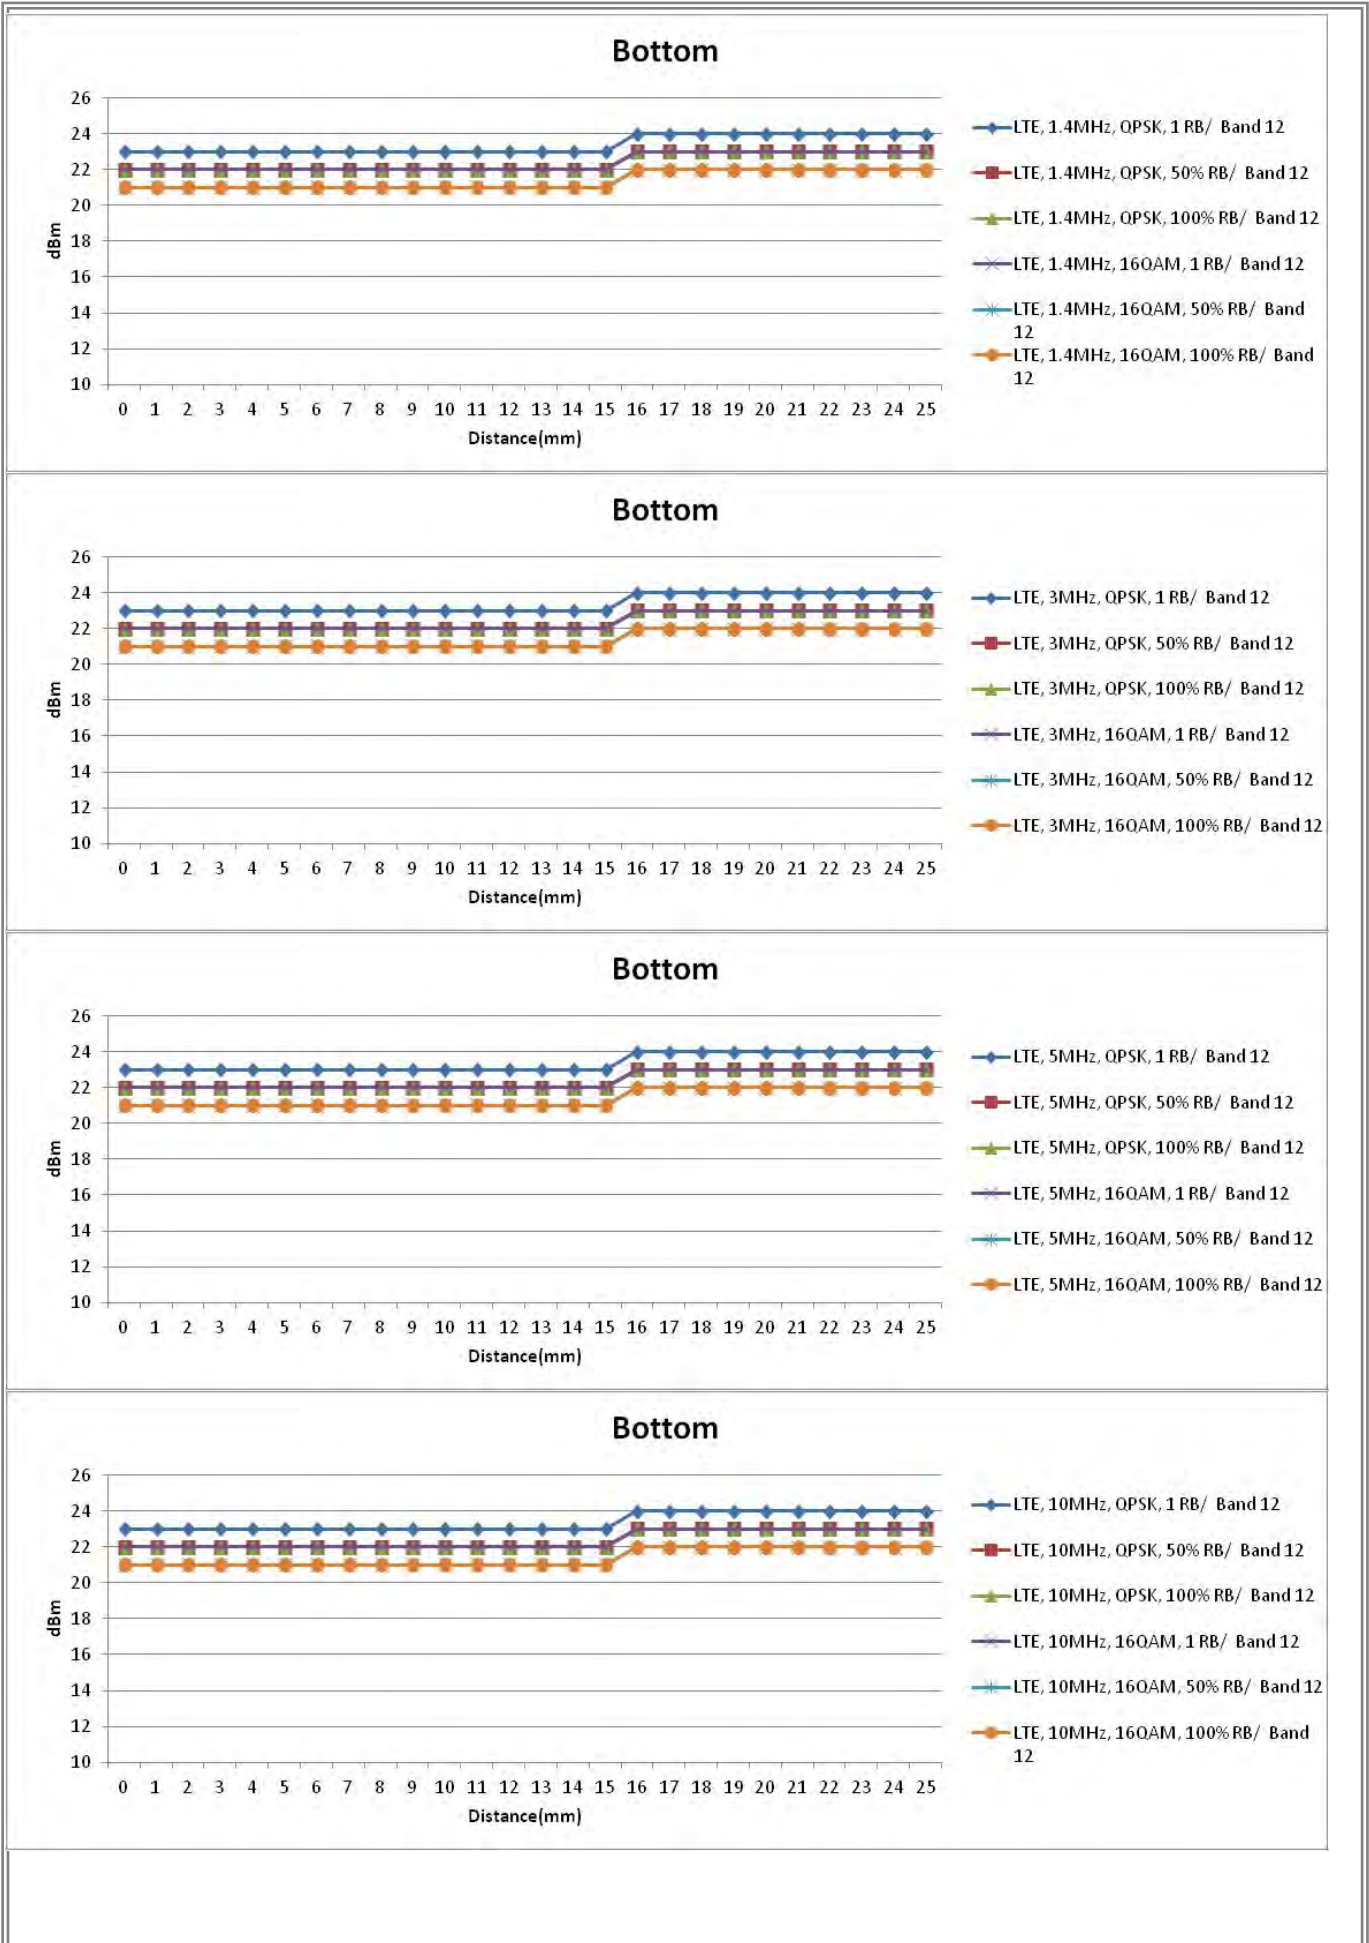 Bottom
26
24
22
20
18
16
14
12
10
dBm
0 1 2 3 4 5 6 7 8 9 10 11 12 13 14 15 16 17 18 19 20 21 22 23 24 25
Distance(mm)
LTE, 1.4MHz, QPSK, 1 RB/ Band 12
LTE, 1.4MHz, QPSK, 50% RB/ Band 12
LTE, 1.4MHz, QPSK, 100% RB/ Band 12
LTE, 1.4MHz, 16QAM, 1 RB/ Band 12
LTE, 1.4MHz, 16QAM, 50% RB/ Band
12
LTE, 1.4MHz, 16QAM, 100% RB/ Band
12
Bottom
26
24
22
20
18
16
14
12
10
dBm
0 1 2 3 4 5 6 7 8 9 10 11 12 13 14 15 16 17 18 19 20 21 22 23 24 25
Distance(mm)
LTE, 3MHz, QPSK, 1 RB/ Band 12
LTE, 3MHz, QPSK, 50% RB/ Band 12
LTE, 3MHz, QPSK, 100% RB/ Band 12
LTE, 3MHz, 16QAM, 1 RB/ Band 12
LTE, 3MHz, 16QAM, 50% RB/ Band 12
LTE, 3MHz, 16QAM, 100% RB/ Band 12
Bottom
26
24
22
20
18
16
14
12
10
dBm
0 1 2 3 4 5 6 7 8 9 10 11 12 13 14 15 16 17 18 19 20 21 22 23 24 25
Distance(mm)
LTE, 5MHz, QPSK, 1 RB/ Band 12
LTE, 5MHz, QPSK, 50% RB/ Band 12
LTE, 5MHz, QPSK, 100% RB/ Band 12
LTE, 5MHz, 16QAM, 1 RB/ Band 12
LTE, 5MHz, 16QAM, 50% RB/ Band 12
LTE, 5MHz, 16QAM, 100% RB/ Band 12
Bottom
26
24
22
20
18
16
14
12
10
dBm
0 1 2 3 4 5 6 7 8 9 10 11 12 13 14 15 16 17 18 19 20 21 22 23 24 25
Distance(mm)
LTE, 10MHz, QPSK, 1 RB/ Band 12
LTE, 10MHz, QPSK, 50% RB/ Band 12
LTE, 10MHz, QPSK, 100% RB/ Band 12
LTE, 10MHz, 16QAM, 1 RB/ Band 12
LTE, 10MHz, 16QAM, 50% RB/ Band 12
LTE, 10MHz, 16QAM, 100% RB/ Band
12